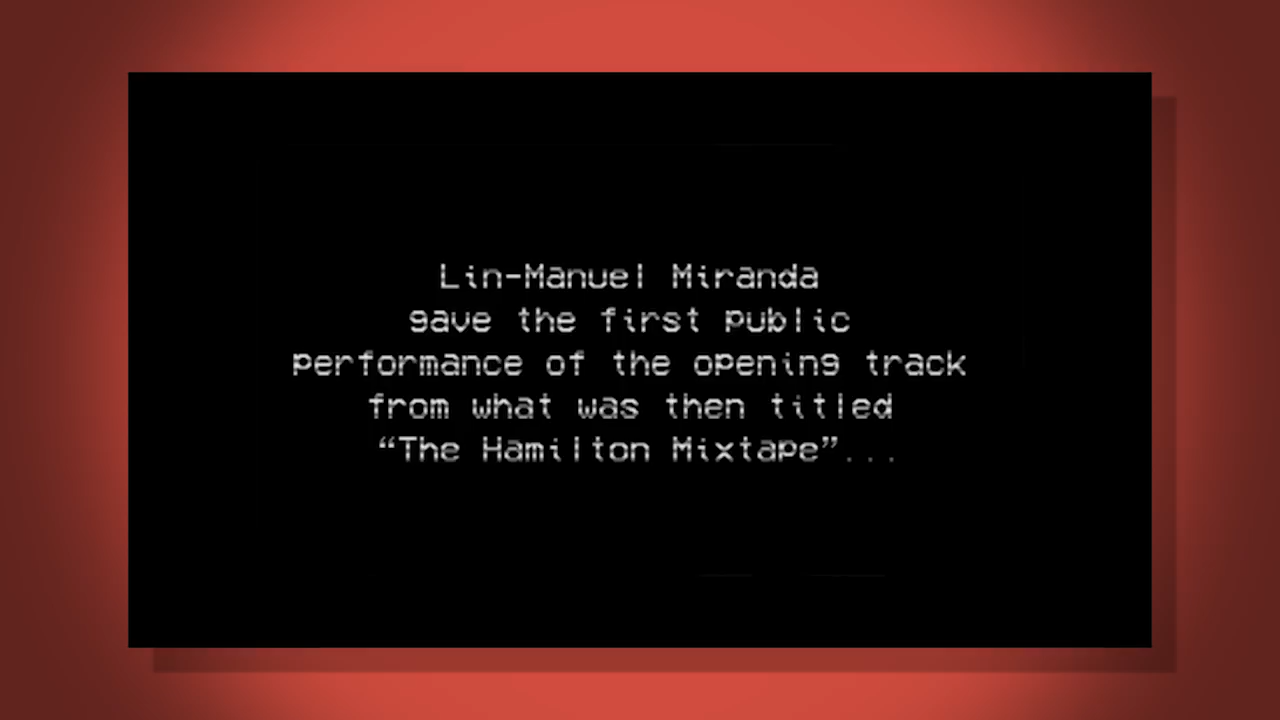 Lin-Manuel Miranda
gave the first public
performance of the opening track
from what was then titled
“The Hamilton Mixtape”...